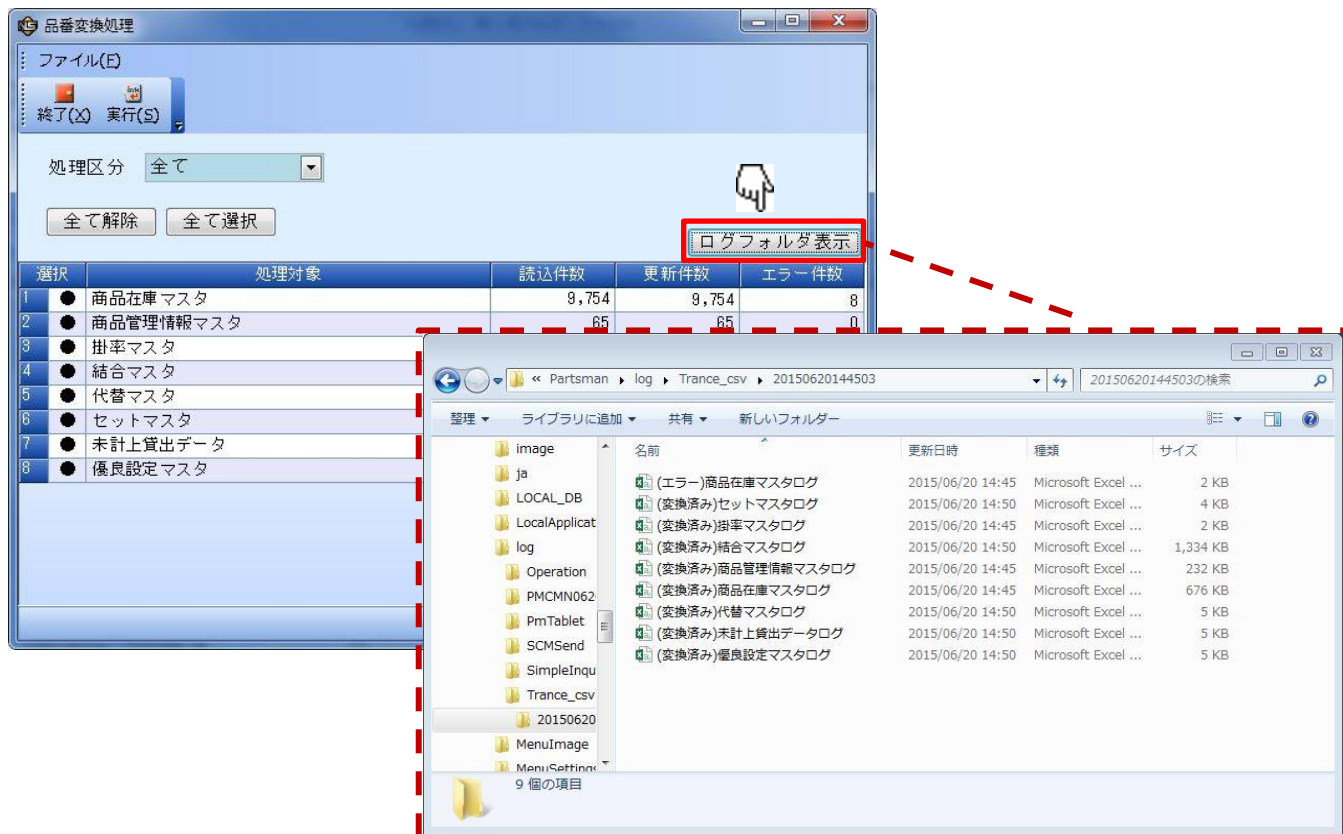 品番変換処理
ファイル(F)
終了(X) 実行(S)
処理区分 全て
全て解除 全て選択
ログフォルダ表示
選択 処理対象 読込件数 更新件数 エラー件数
1 ● 商品在庫マスタ 9,754 9,754 8
2 ● 商品管理情報マスタ 65 65 0
3 ● 掛率マスタ
4 ● 結合マスタ
5 ● 代替マスタ
6 ● セットマスタ
7 ● 未計上貸出データ
8 ● 優良設定マスタ
« Partsman ▸ log ▸ Trance_csv ▸ 20150620144503
20150620144503の検索
整理 ▼ ライブラリに追加 ▼ 共有 ▼ 新しいフォルダー
image
ja
LOCAL_DB
LocalApplicat
log
Operation
PMCMN062
PmTablet
SCMSend
SimpleInqu
Trance_csv
20150620
MenuImage
MenuSettings
名前 更新日時 種類 サイズ
(エラー)商品在庫マスタログ 2015/06/20 14:45 Microsoft Excel ... 2 KB
(変換済み)セットマスタログ 2015/06/20 14:50 Microsoft Excel ... 4 KB
(変換済み)掛率マスタログ 2015/06/20 14:45 Microsoft Excel ... 2 KB
(変換済み)結合マスタログ 2015/06/20 14:50 Microsoft Excel ... 1,334 KB
(変換済み)商品管理情報マスタログ 2015/06/20 14:45 Microsoft Excel ... 232 KB
(変換済み)商品在庫マスタログ 2015/06/20 14:45 Microsoft Excel ... 676 KB
(変換済み)代替マスタログ 2015/06/20 14:50 Microsoft Excel ... 5 KB
(変換済み)未計上貸出データログ 2015/06/20 14:50 Microsoft Excel ... 5 KB
(変換済み)優良設定マスタログ 2015/06/20 14:50 Microsoft Excel ... 5 KB
9 個の項目